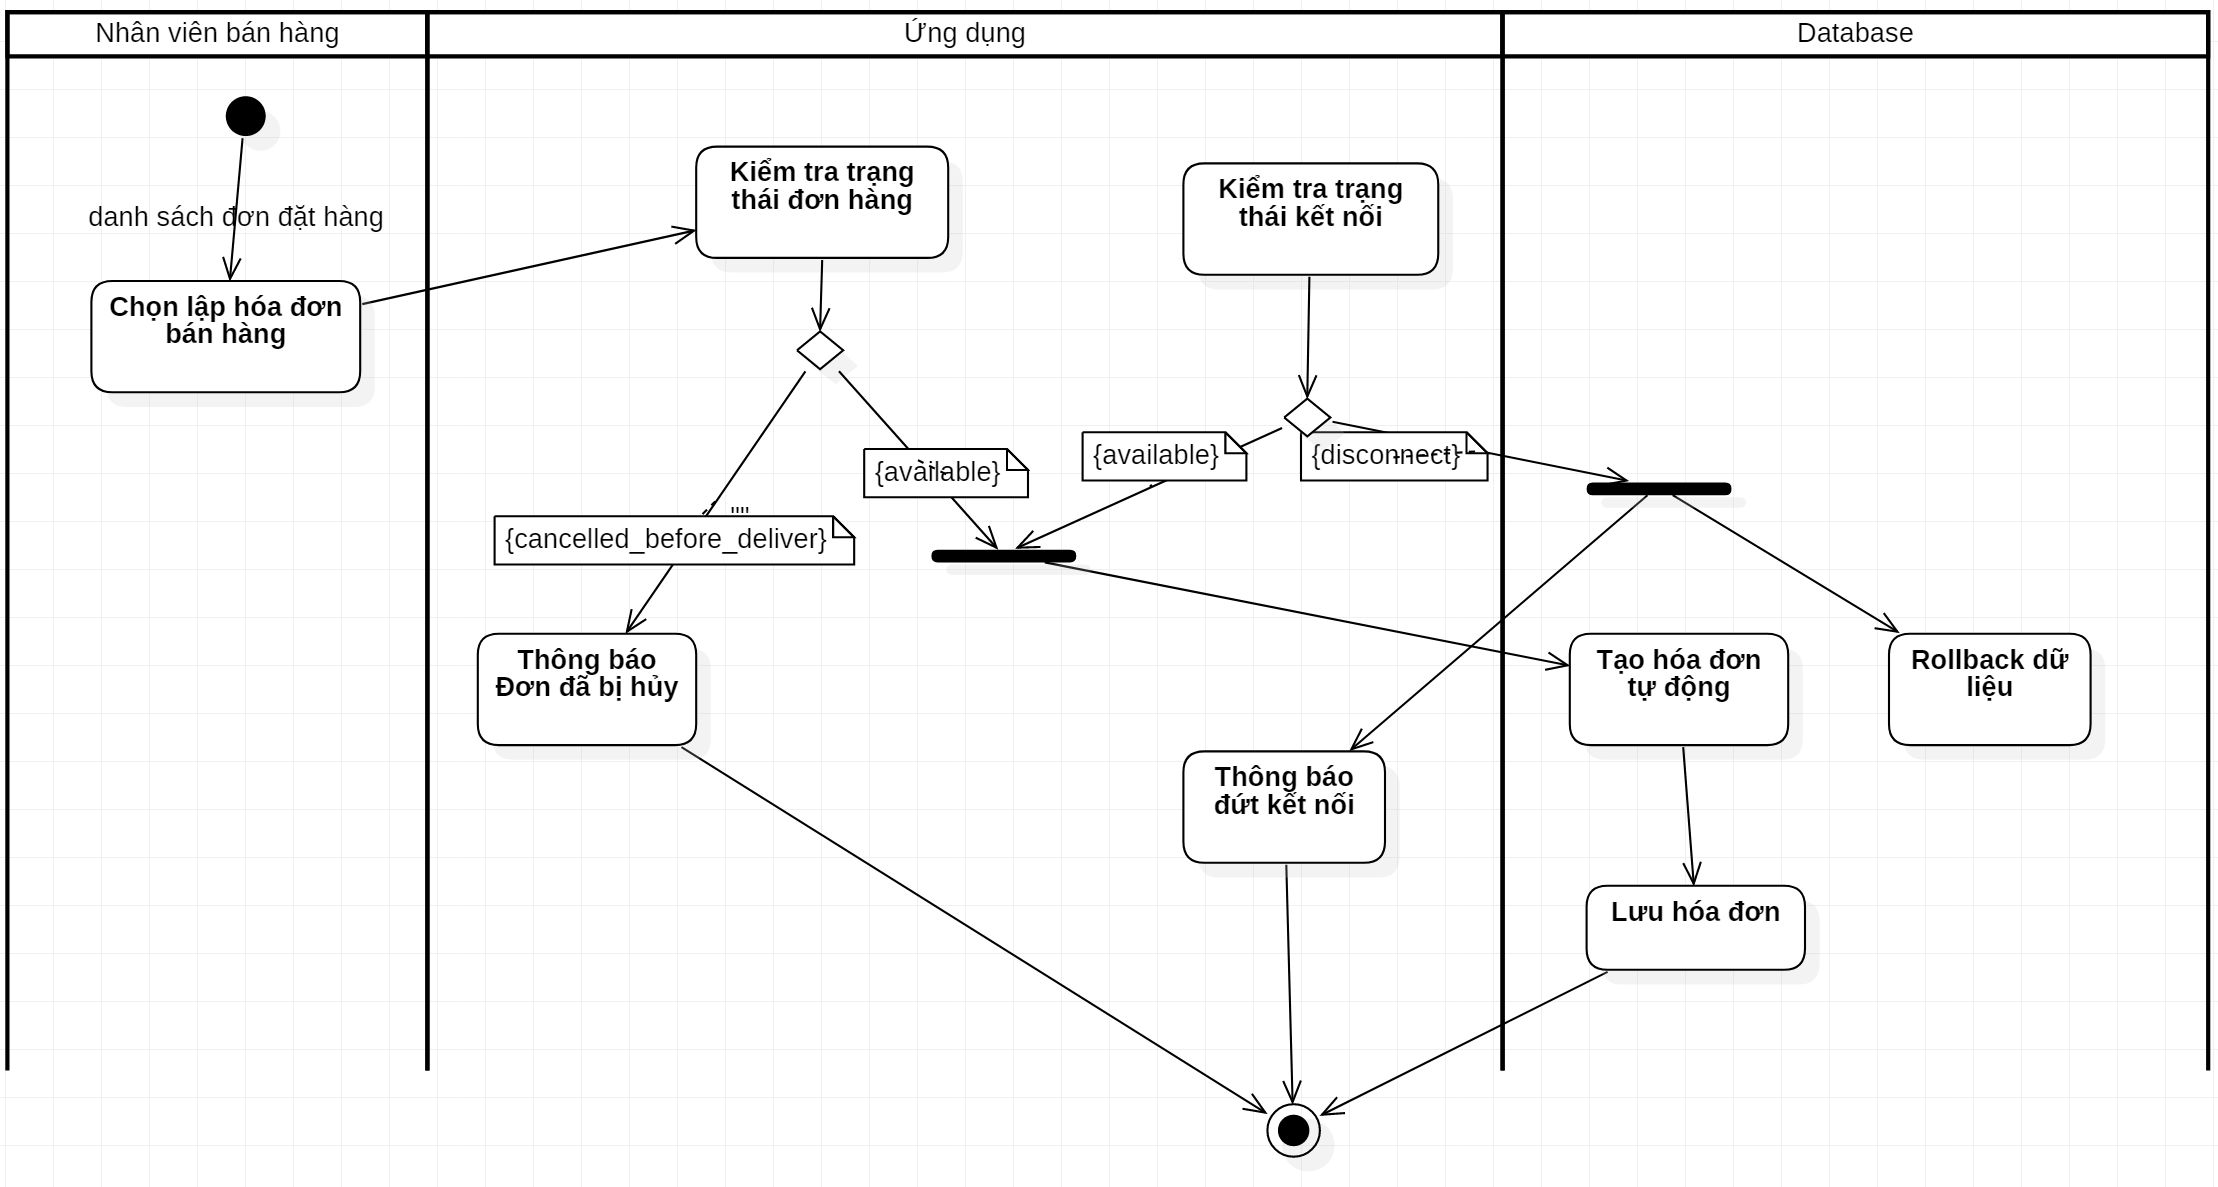 Nhân viên bán hàng
Ứng dụng
Database
danh sách đơn đặt hàng
Chọn lập hóa đơn
bán hàng
Kiểm tra trạng
thái đơn hàng
Kiểm tra trạng
thái kết nối
{available}
{available}
{disconnect}
""
{cancelled_before_deliver}
Thông báo
Đơn đã bị hủy
Tạo hóa đơn
tự động
Rollback dữ
liệu
Thông báo
đứt kết nối
Lưu hóa đơn